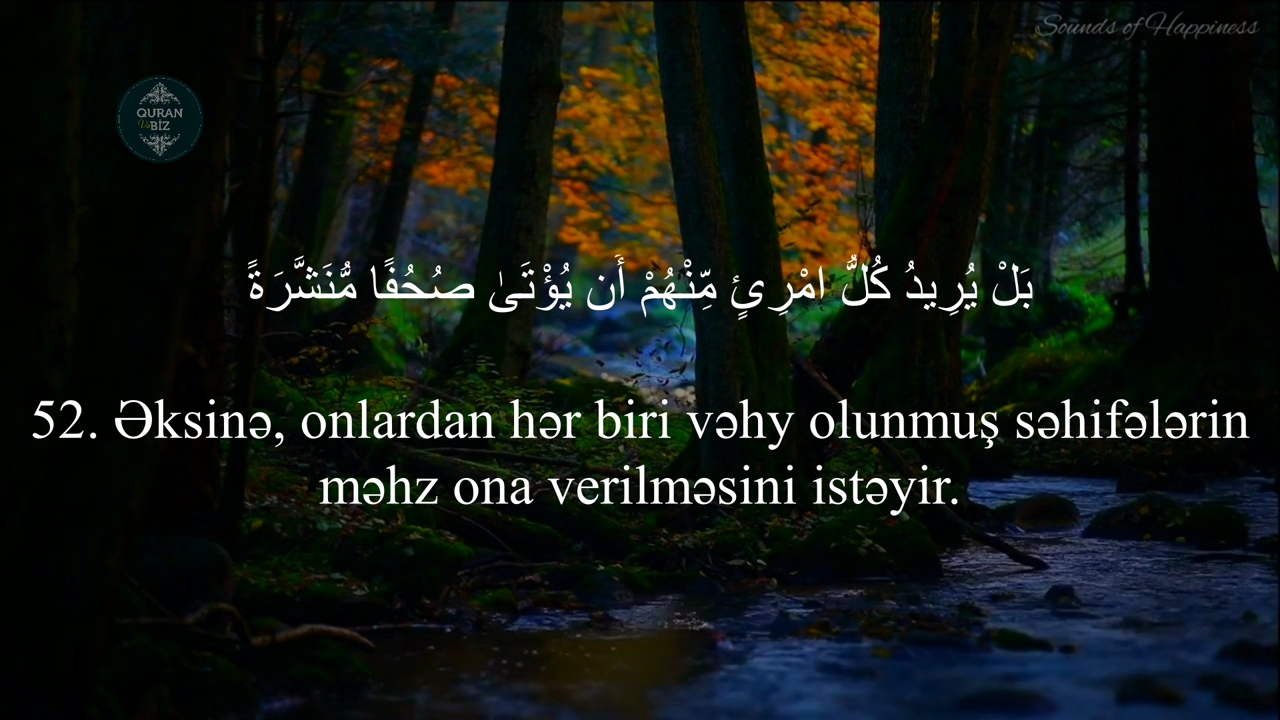 Sounds of Happiness
QURAN
Və BİZ
بَلْ يُرِيدُ كُلُّ امْرِئٍ مِّنْهُمْ أَن يُؤْتَىٰ صُحُفًا مُّنَشَّرَةً
52. Əksinə, onlardan hər biri vəhy olunmuş səhifələrin
məhz ona verilməsini istəyir.